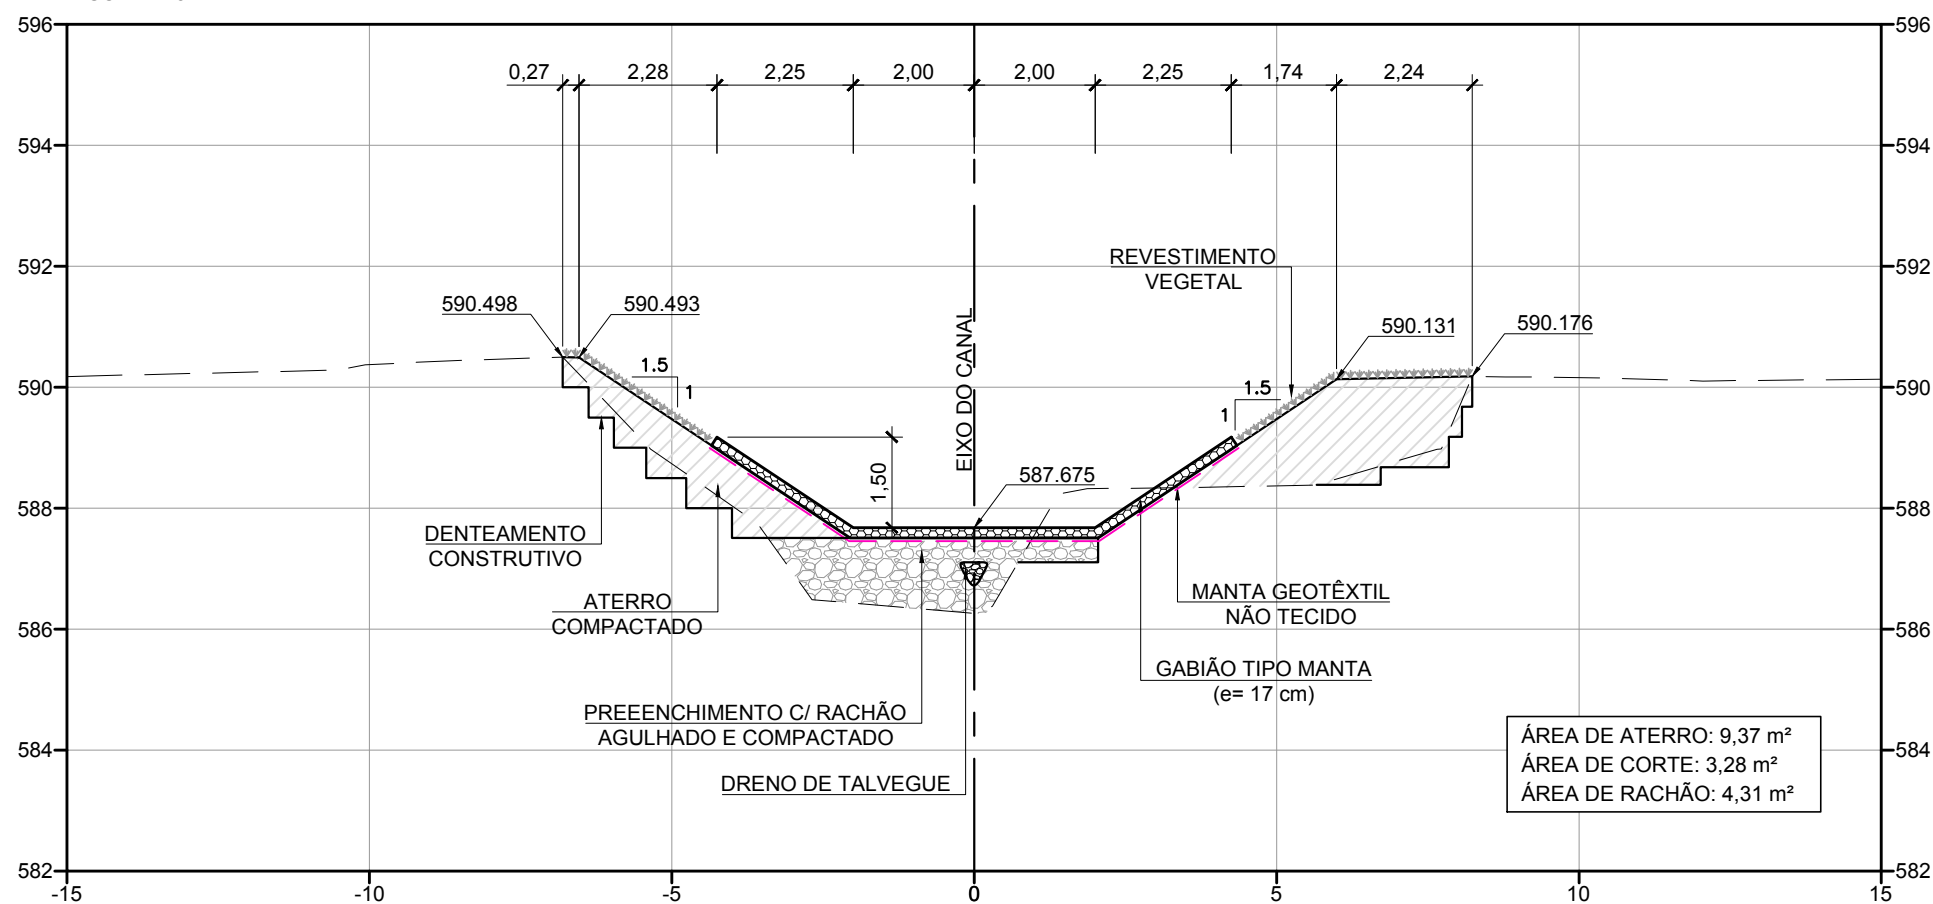 596
596
0,27
2,28
2,25
2,00
2,00
2,25
1,74
2,24
594
594
592
592
REVESTIMENTO
VEGETAL
590.498
590.493
590.131
590.176
EIXO DO CANAL
1.5
1
1.5
1
590
590
1,50
587.675
588
588
DENTEAMENTO
CONSTRUTIVO
ATERRO
COMPACTADO
MANTA GEOTÊXTIL
NÃO TECIDO
586
586
GABIÃO TIPO MANTA
(e= 17 cm)
PREEENCHIMENTO C/ RACHÃO
AGULHADO E COMPACTADO
DRENO DE TALVEGUE
584
584
ÁREA DE ATERRO: 9,37 m²
ÁREA DE CORTE: 3,28 m²
ÁREA DE RACHÃO: 4,31 m²
582
582
-15
-10
-5
0
5
10
15